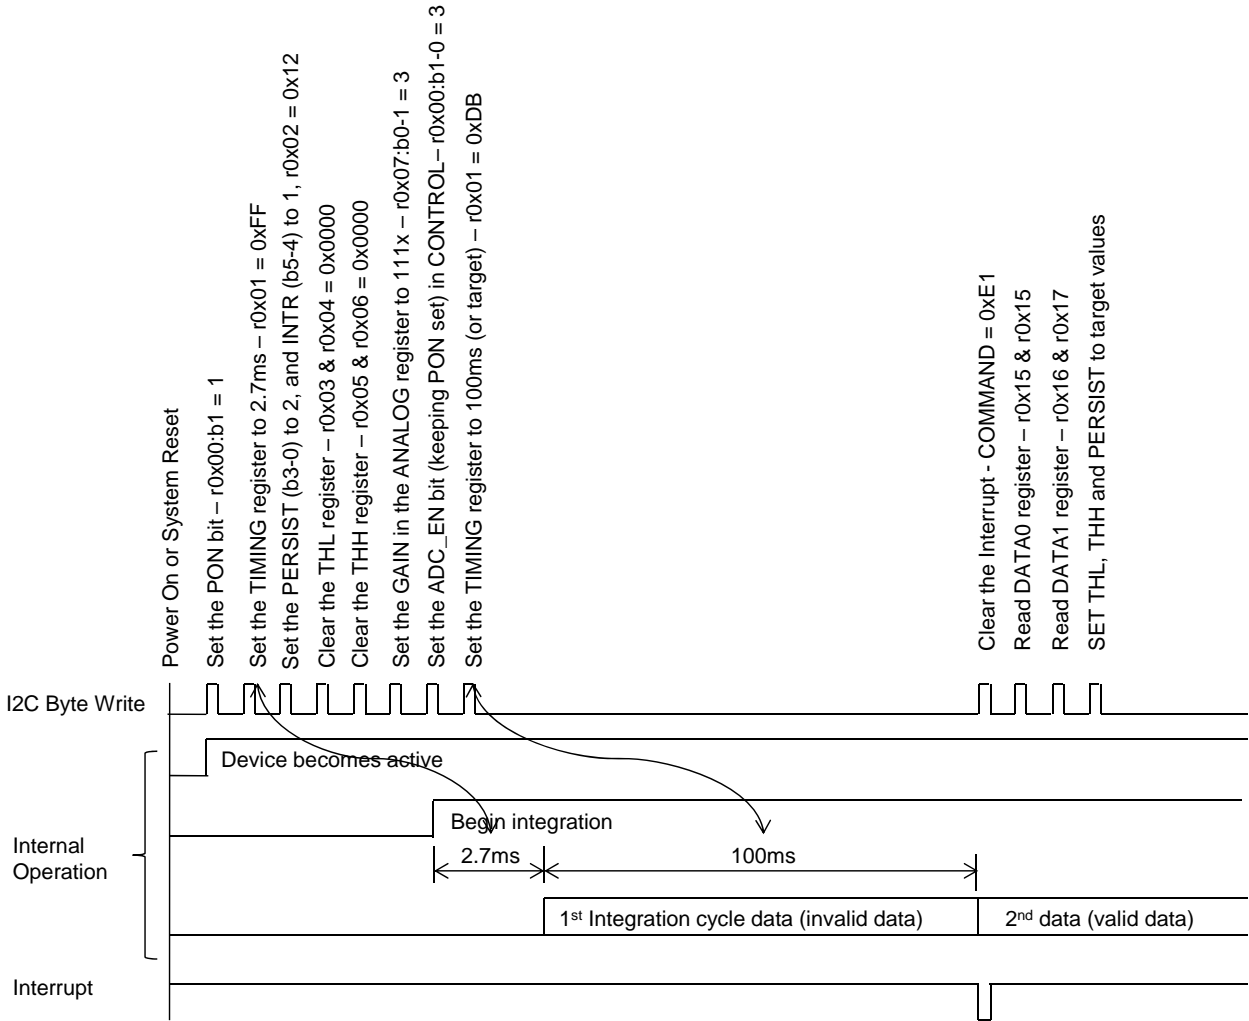 Power On or System Reset
Set the PON bit – r0x00:b1 = 1
Set the TIMING register to 2.7ms – r0x01 = 0xFF
Set the PERSIST (b3-0) to 2, and INTR (b5-4) to 1, r0x02 = 0x12
Clear the THL register – r0x03 & r0x04 = 0x0000
Clear the THH register – r0x05 & r0x06 = 0x0000
Set the GAIN in the ANALOG register to 111x – r0x07:b0-1 = 3
Set the ADC_EN bit (keeping PON set) in CONTROL– r0x00:b1-0 = 3
Set the TIMING register to 100ms (or target) – r0x01 = 0xDB
Clear the Interrupt - COMMAND = 0xE1
Read DATA0 register – r0x15 & r0x15
Read DATA1 register – r0x16 & r0x17
SET THL, THH and PERSIST to target values
I2C Byte Write
Device becomes active
Begin integration
Internal
Operation
2.7ms
100ms
1st Integration cycle data (invalid data)
2nd data (valid data)
Interrupt